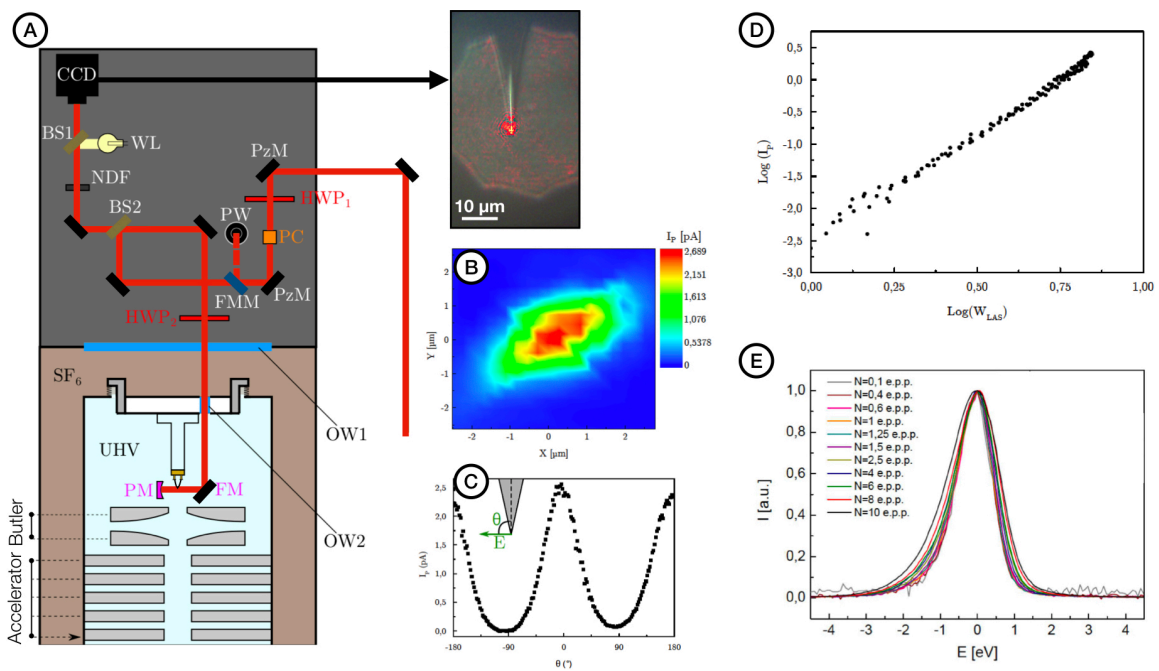 A
CCD
BS1
WL
NDF
BS2
PzM
HWP1
PW
PC
FMM
PzM
HWP2
SF6
OW1
UHV
PM
FM
OW2
Accelerator Butler
10 µm
B
IP [pA]
2,689
2,151
1,613
1,076
0,5378
0
Y [µm]
2
1
0
-1
-2
-2
-1
0
1
2
X [µm]
C
θ
E
IP (pA)
2,5
2,0
1,5
1,0
0,5
0,0
-180
-90
0
90
180
θ (°)
D
Log (IP)
0,5
0,0
-0,5
-1,0
-1,5
-2,0
-2,5
-3,0
0,00
0,25
0,50
0,75
1,00
Log(WLAS)
E
N=0,1 e.p.p.
N=0,4 e.p.p.
N=0,6 e.p.p.
N=1 e.p.p.
N=1,25 e.p.p.
N=1,5 e.p.p.
N=2,5 e.p.p.
N=4 e.p.p.
N=6 e.p.p.
N=8 e.p.p.
N=10 e.p.p.
I [a.u.]
1,0
0,8
0,6
0,4
0,2
0,0
-4
-3
-2
-1
0
1
2
3
4
E [eV]